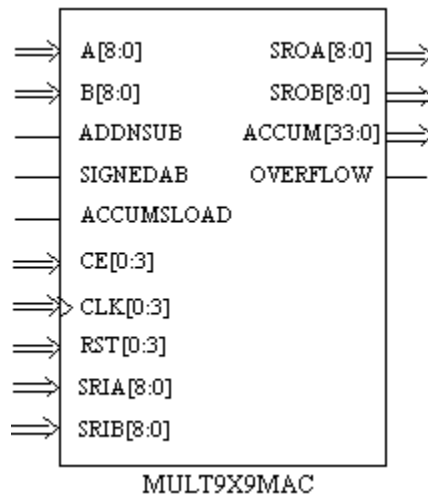 A[8:0] SROA[8:0]
B[8:0] SROB[8:0]
ADDNSUB ACCUM[33:0]
SIGNEDAB OVERFLOW
ACCUMSLOAD
CE[0:3]
CLK[0:3]
RST[0:3]
SRIA[8:0]
SRIB[8:0]
MULT9X9MAC